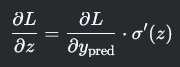 ∂L/∂z = ∂L/∂y_pred · σ′(z)